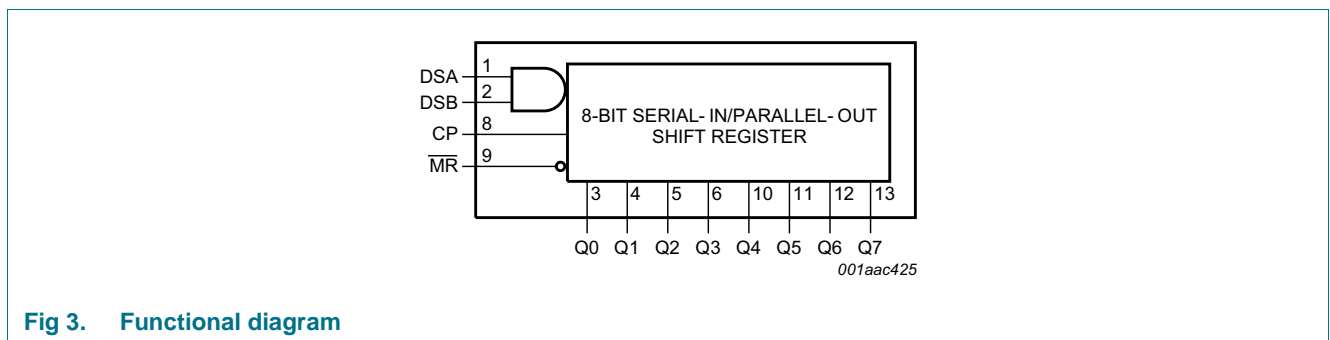 DSA 1
DSB 2
CP 8
M̅R̅ 9
8-BIT SERIAL- IN/PARALLEL- OUT
SHIFT REGISTER
3 4 5 6 10 11 12 13
Q0 Q1 Q2 Q3 Q4 Q5 Q6 Q7
001aac425
Fig 3. Functional diagram